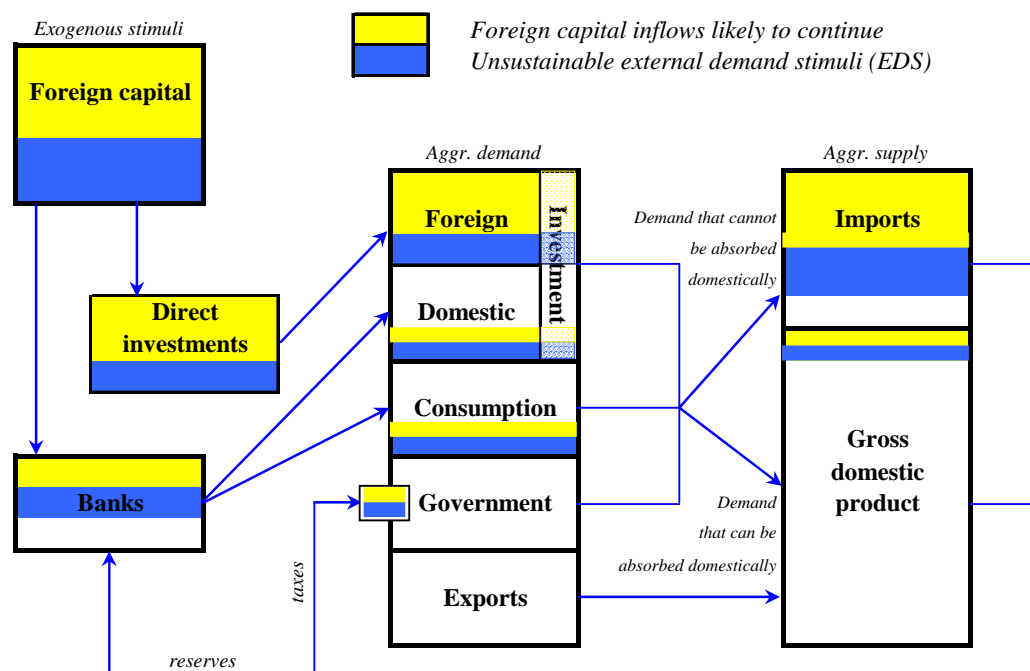 Exogenous stimuli
Foreign capital inflows likely to continue
Unsustainable external demand stimuli (EDS)
Foreign capital
Aggr. demand
Aggr. supply
Foreign
Investment
Demand that cannot
be absorbed
domestically
Imports
Direct
investments
Domestic
Consumption
Gross
domestic
product
Banks
Government
Demand
that can be
absorbed domestically
taxes
Exports
reserves